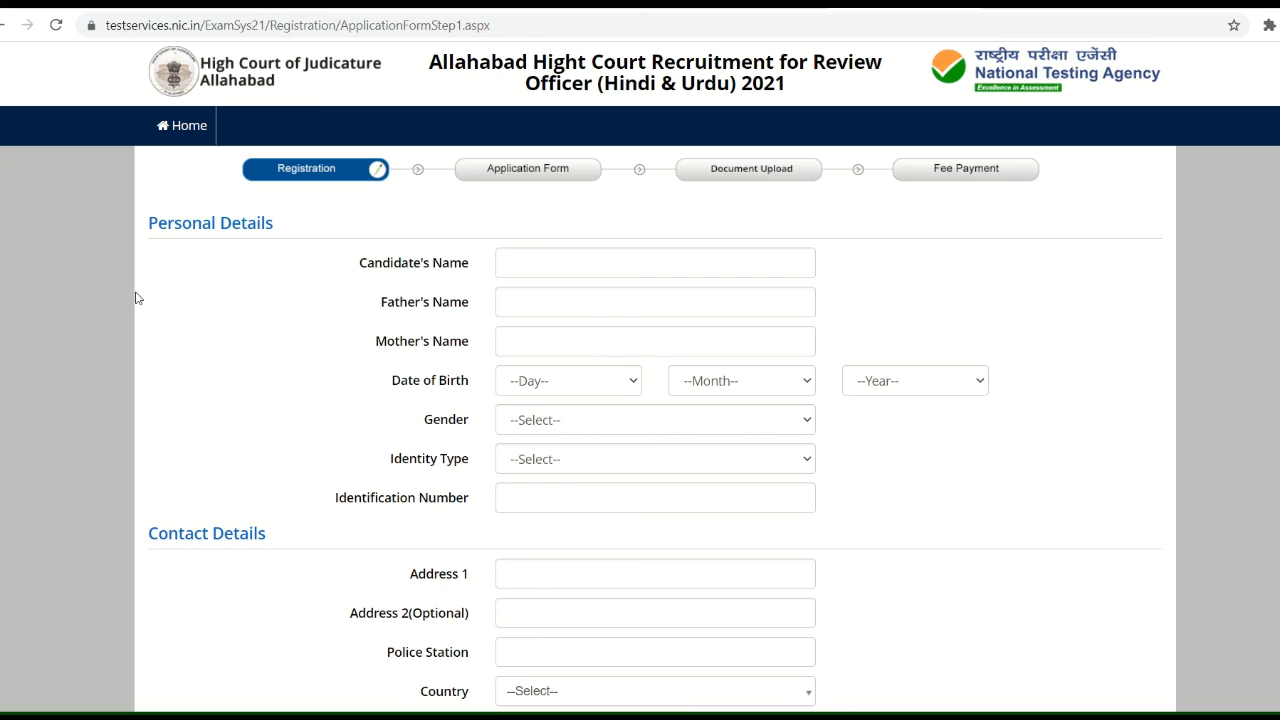 testservices.nic.in/ExamSys21/Registration/ApplicationFormStep1.aspx
High Court of Judicature
Allahabad
Allahabad Hight Court Recruitment for Review
Officer (Hindi & Urdu) 2021
राष्ट्रीय परीक्षा एजेंसी
National Testing Agency
Excellence in Assessment
Home
Registration
Application Form
Document Upload
Fee Payment
Personal Details
Candidate's Name
Father's Name
Mother's Name
Date of Birth --Day-- --Month-- --Year--
Gender --Select--
Identity Type --Select--
Identification Number
Contact Details
Address 1
Address 2(Optional)
Police Station
Country --Select--